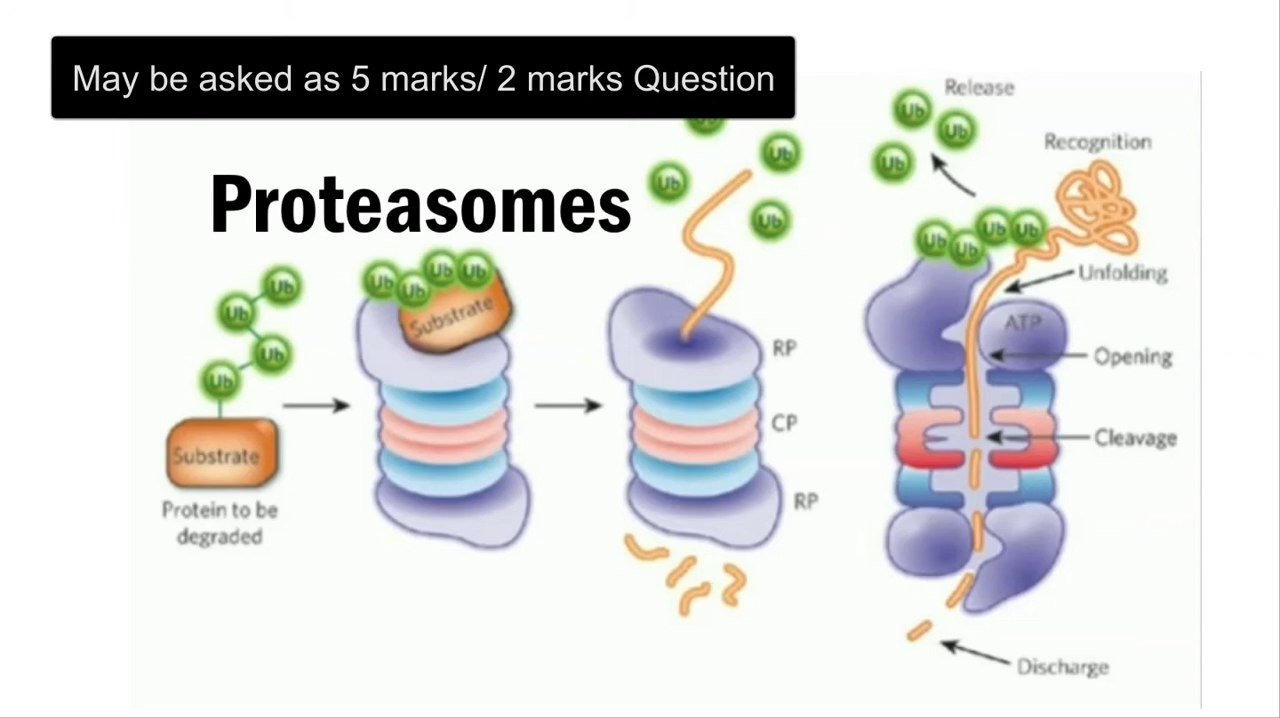 May be asked as 5 marks/ 2 marks Question
Proteasomes
Ub
Ub
Ub
Ub
Substrate
Protein to be
degraded
Ub
Ub
Ub
Ub
Substrate
Ub
Ub
Ub
Ub
RP
CP
RP
Release
Ub
Ub
Ub
Recognition
Ub
Ub
Ub
Ub
Unfolding
ATP
Opening
Cleavage
Discharge